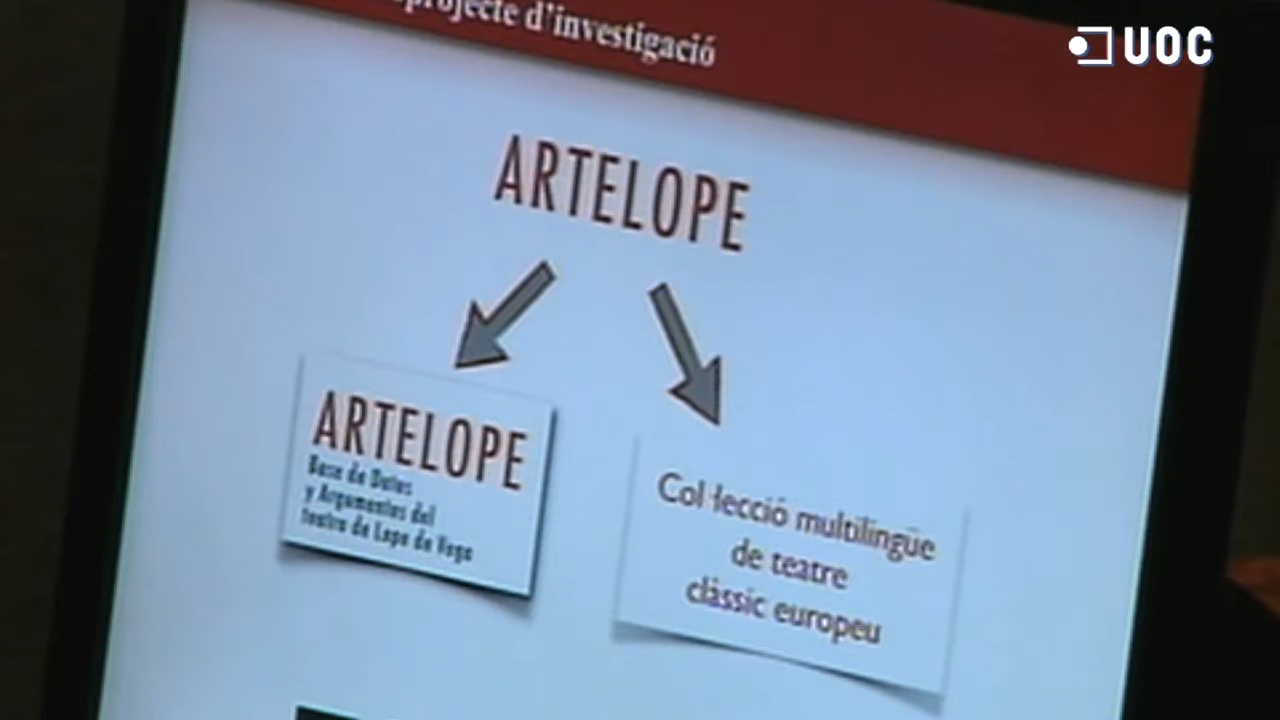 projecte d'investigació
UOC
ARTELOPE
ARTELOPE
Base de Datos
y Argumentos del
teatro de Lope de Vega
Col·lecció multilingüe
de teatre
clàssic europeu